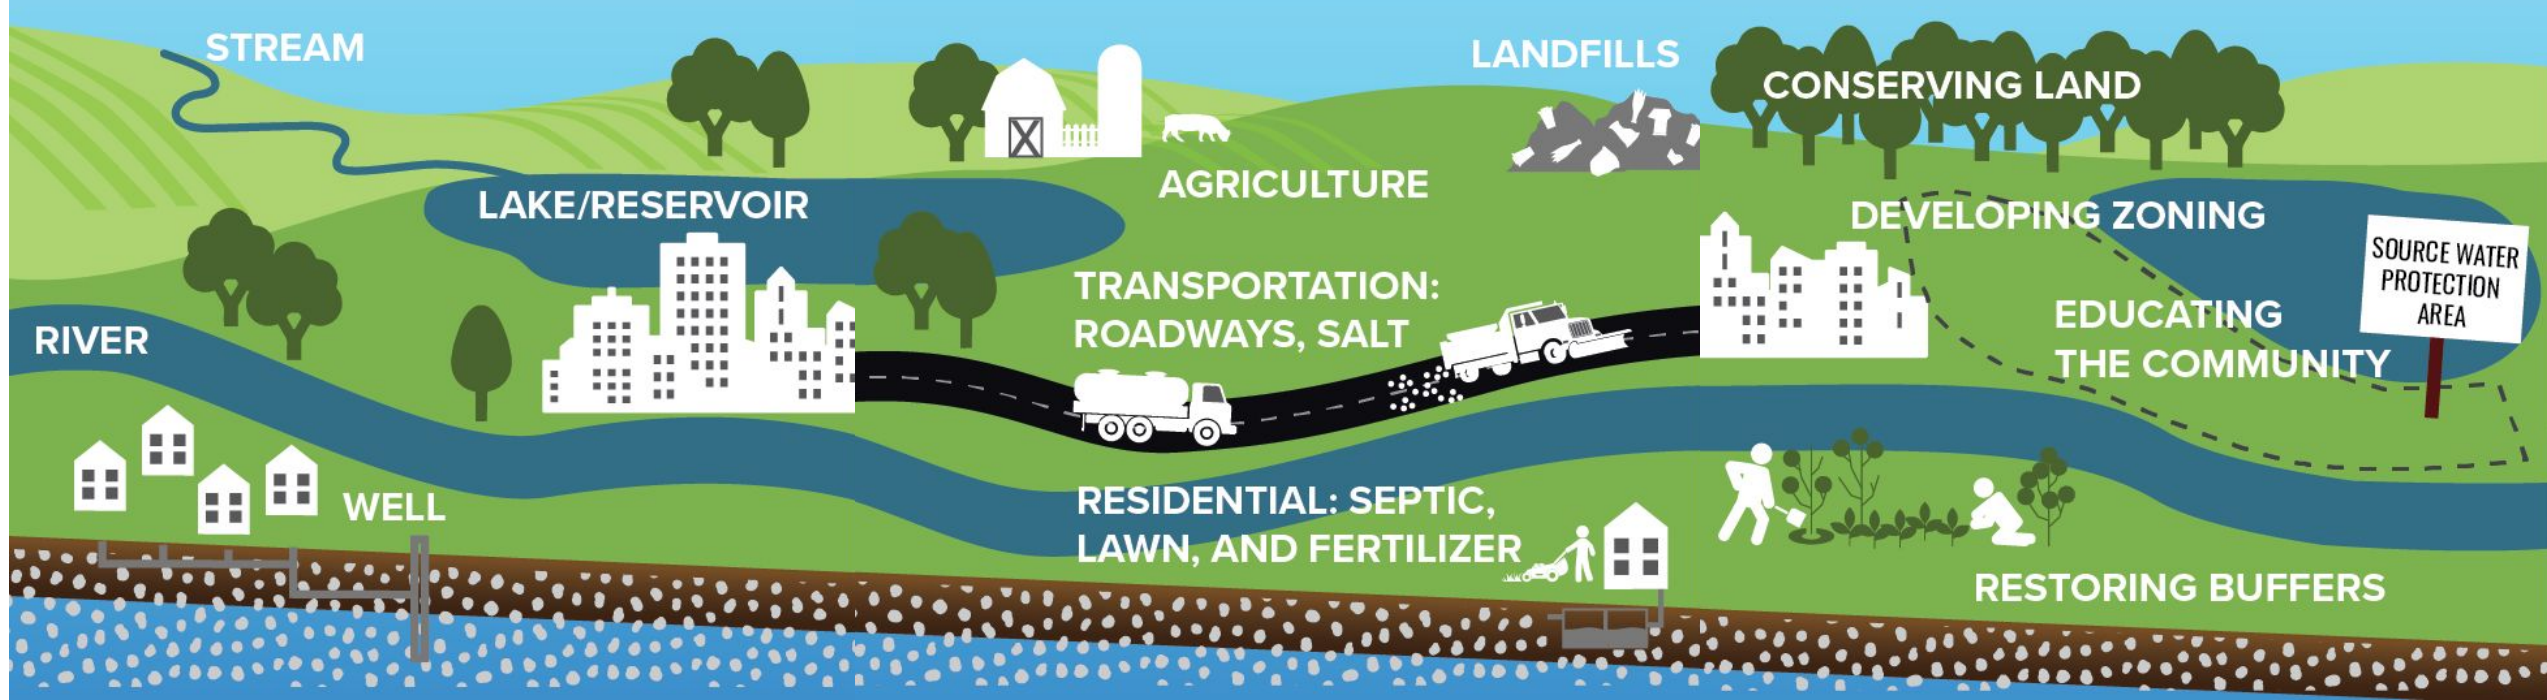 STREAM
LAKE/RESERVOIR
RIVER
WELL
LANDFILLS
AGRICULTURE
TRANSPORTATION:
ROADWAYS, SALT
RESIDENTIAL: SEPTIC,
LAWN, AND FERTILIZER
CONSERVING LAND
DEVELOPING ZONING
SOURCE WATER
PROTECTION
AREA
EDUCATING
THE COMMUNITY
RESTORING BUFFERS